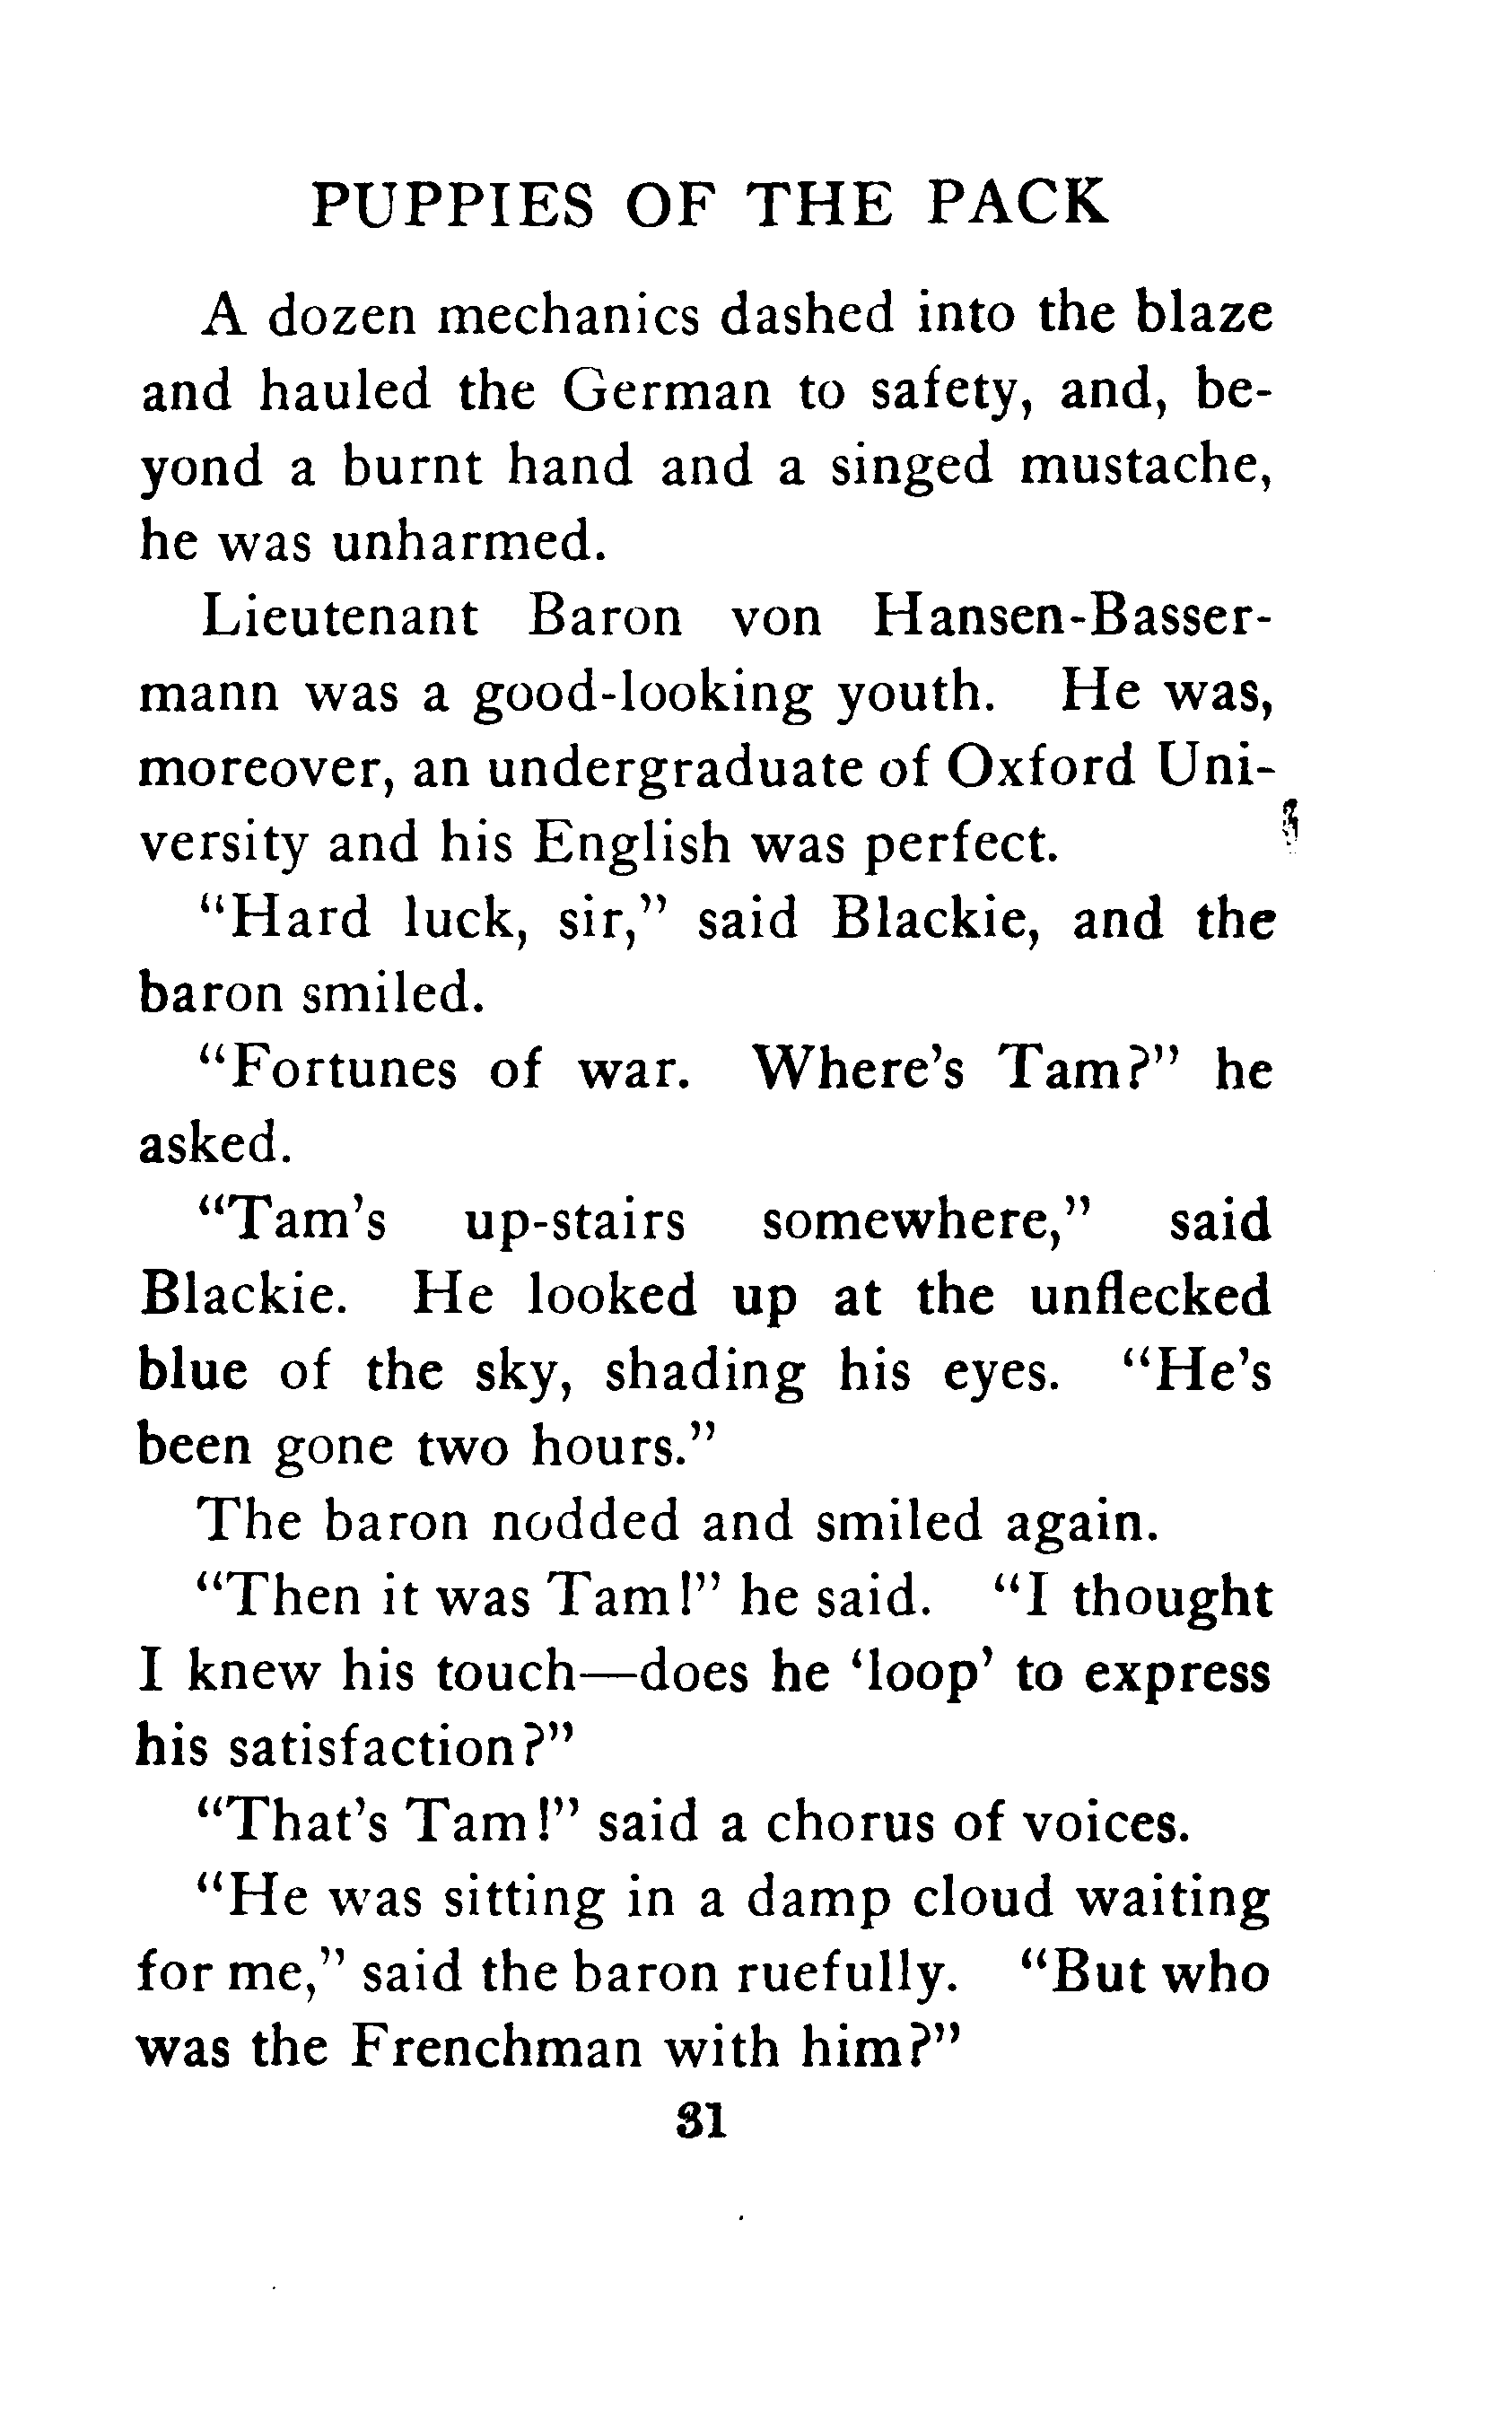 PUPPIES OF THE PACK
A dozen mechanics dashed into the blaze
and hauled the German to safety, and, be-
yond a burnt hand and a singed mustache,
he was unharmed.
Lieutenant Baron von Hansen-Basser-
mann was a good-looking youth. He was,
moreover, an undergraduate of Oxford Uni-
versity and his English was perfect.
"Hard luck, sir," said Blackie, and the
baron smiled.
"Fortunes of war. Where's Tam?" he
asked.
"Tam's up-stairs somewhere," said
Blackie. He looked up at the unflecked
blue of the sky, shading his eyes. "He's
been gone two hours."
The baron nodded and smiled again.
"Then it was Tam!" he said. "I thought
I knew his touch—does he 'loop' to express
his satisfaction?"
"That's Tam!" said a chorus of voices.
"He was sitting in a damp cloud waiting
for me," said the baron ruefully. "But who
was the Frenchman with him?"
31